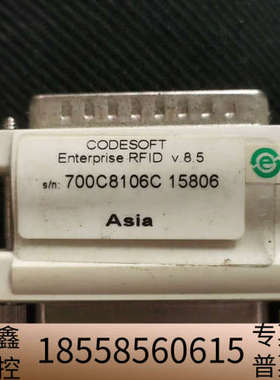 CODESOFT
Enterprise RFID v.8.5
s/n: 700C8106C 15806
Asia
鑫 18558560615 专
控 普